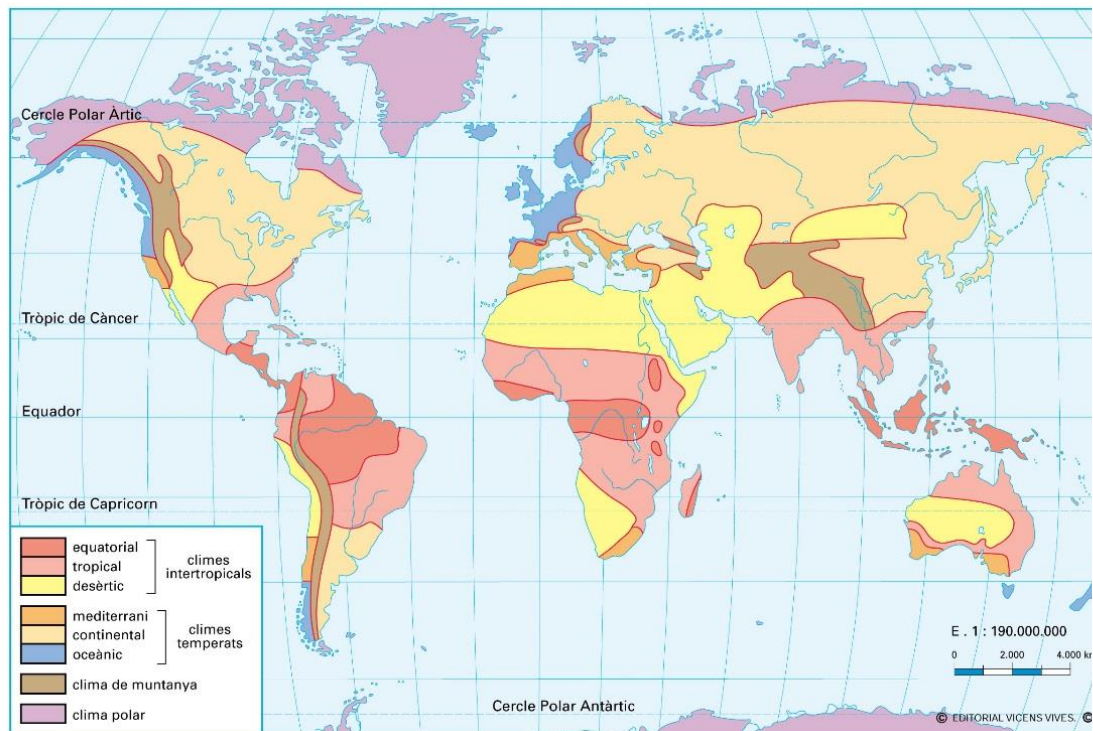 Cercle Polar Àrtic
Tròpic de Càncer
Equador
Tròpic de Capricorn
equatorial
tropical
desèrtic
climes
intertropicals
mediterrani
continental
oceànic
climes
temperats
clima de muntanya
clima polar
Cercle Polar Antàrtic
E . 1 : 190.000.000
0 2.000 4.000 km
© EDITORIAL VICENS VIVES. ©